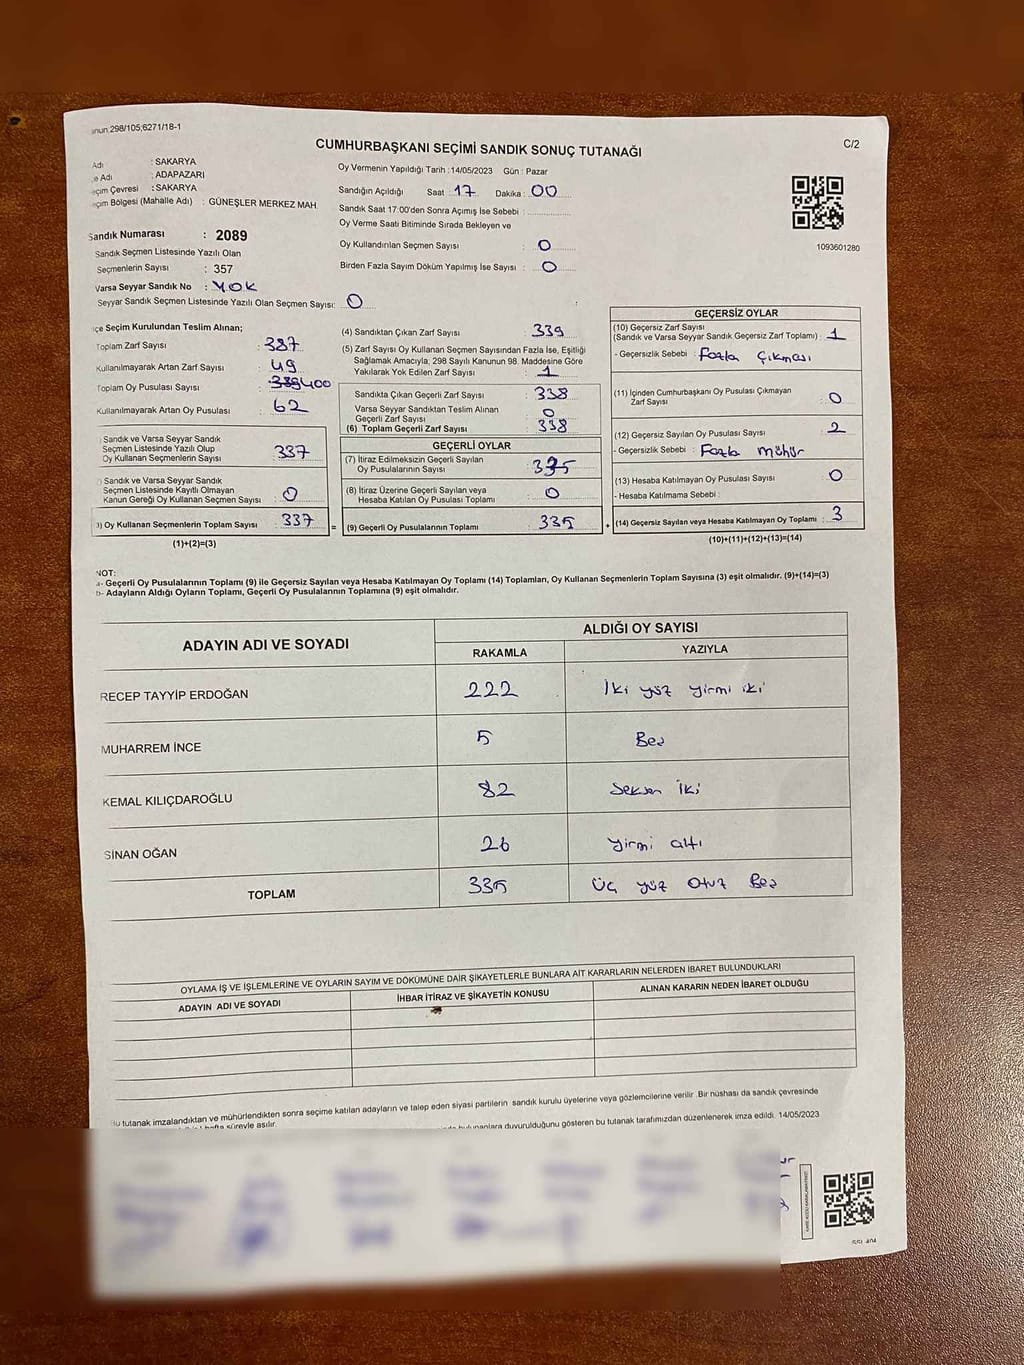 298/105;6271/18-1
CUMHURBAŞKANI SEÇİMİ SANDIK SONUÇ TUTANAĞI
C/2
Adı : SAKARYA
Adı : ADAPAZARI
Çevresi : SAKARYA
Bölgesi (Mahalle Adı) : GÜNEŞLER MERKEZ MAH.
Oy Vermenin Yapıldığı Tarih : 14/05/2023 Gün : Pazar
Sandığın Açıldığı Saat 17 Dakika : 00
Sandık Saat 17:00'den Sonra Açımış İse Sebebi :
Oy Verme Saati Bitiminde Sırada Bekleyen ve
Oy Kullandırılan Seçmen Sayısı : 0
Birden Fazla Sayım Döküm Yapılmış İse Sayısı : 0
1093601280
Sandık Numarası : 2089
Sandık Seçmen Listesinde Yazılı Olan
Seçmenlerin Sayısı : 357
Varsa Seyyar Sandık No : YOK
Seyyar Sandık Seçmen Listesinde Yazılı Olan Seçmen Sayısı: 0
İçe Seçim Kurulundan Teslim Alınan;
Toplam Zarf Sayısı : 387
Kullanılmayarak Artan Zarf Sayısı : 49
Toplam Oy Pusulası Sayısı : 400
Kullanılmayarak Artan Oy Pusulası : 62
Sandık ve Varsa Seyyar Sandık
Seçmen Listesinde Yazılı Olup
Oy Kullanan Seçmenlerin Sayısı : 337
Sandık ve Varsa Seyyar Sandık
Seçmen Listesinde Kayıtlı Olmayan
Kanun Gereği Oy Kullanan Seçmen Sayısı : 0
Oy Kullanan Seçmenlerin Toplam Sayısı : 337
(1)+(2)=(3)
(4) Sandıktan Çıkan Zarf Sayısı : 339
(5) Zarf Sayısı Oy Kullanan Seçmen Sayısından Fazla İse, Eşitliği
Sağlamak Amacıyla, 298 Sayılı Kanunun 98. Maddesine Göre
Yakılarak Yok Edilen Zarf Sayısı : 1
Sandıkta Çıkan Geçerli Zarf Sayısı : 338
Varsa Seyyar Sandıktan Teslim Alınan
Geçerli Zarf Sayısı : 0
(6) Toplam Geçerli Zarf Sayısı : 338
GEÇERLİ OYLAR
(7) İtiraz Edilmeksizin Geçerli Sayılan
Oy Pusulalarının Sayısı : 335
(8) İtiraz Üzerine Geçerli Sayılan veya
Hesaba Katılan Oy Pusulası Toplamı : 0
= (9) Geçerli Oy Pusulalarının Toplamı : 335 +
GEÇERSİZ OYLAR
(10) Geçersiz Zarf Sayısı
(Sandık ve Varsa Seyyar Sandık Geçersiz Zarf Toplamı) : 1
- Geçersizlik Sebebi : Fazla Çıkması
(11) İçinden Cumhurbaşkanı Oy Pusulası Çıkmayan
Zarf Sayısı : 0
(12) Geçersiz Sayılan Oy Pusulası Sayısı : 2
- Geçersizlik Sebebi : Fazla mühür
(13) Hesaba Katılmayan Oy Pusulası Sayısı : 0
- Hesaba Katılmama Sebebi :
(14) Geçersiz Sayılan veya Hesaba Katılmayan Oy Toplamı : 3
(10)+(11)+(12)+(13)=(14)
NOT:
a- Geçerli Oy Pusulalarının Toplamı (9) ile Geçersiz Sayılan veya Hesaba Katılmayan Oy Toplamı (14) Toplamları, Oy Kullanan Seçmenlerin Toplam Sayısına (3) eşit olmalıdır. (9)+(14)=(3)
b- Adayların Aldığı Oyların Toplamı, Geçerli Oy Pusulalarının Toplamına (9) eşit olmalıdır.
ADAYIN ADI VE SOYADI ALDIĞI OY SAYISI
RAKAMLA YAZIYLA
RECEP TAYYİP ERDOĞAN 222 İki yüz yirmi iki
MUHARREM İNCE 5 Beş
KEMAL KILIÇDAROĞLU 82 Seksen İki
SİNAN OĞAN 26 yirmi altı
TOPLAM 335 Üç yüz Otuz Beş
OYLAMA İŞ VE İŞLEMLERİNE VE OYLARIN SAYIM VE DÖKÜMÜNE DAİR ŞİKAYETLERLE BUNLARA AİT KARARLARIN NELERDEN İBARET BULUNDUKLARI
ADAYIN ADI VE SOYADI İHBAR İTİRAZ VE ŞİKAYETİN KONUSU ALINAN KARARIN NEDEN İBARET OLDUĞU
Bu tutanak imzalandıktan ve mühürlendikten sonra seçime katılan adayların ve talep eden siyasi partilerin sandık kurulu üyelerine veya gözlemcilerine verilir. Bir nüshası da sandık çevresinde
hafta süreyle asılır. bulunanlara duyurulduğunu gösteren bu tutanak tarafımızdan düzenlenerek imza edildi. 14/05/2023